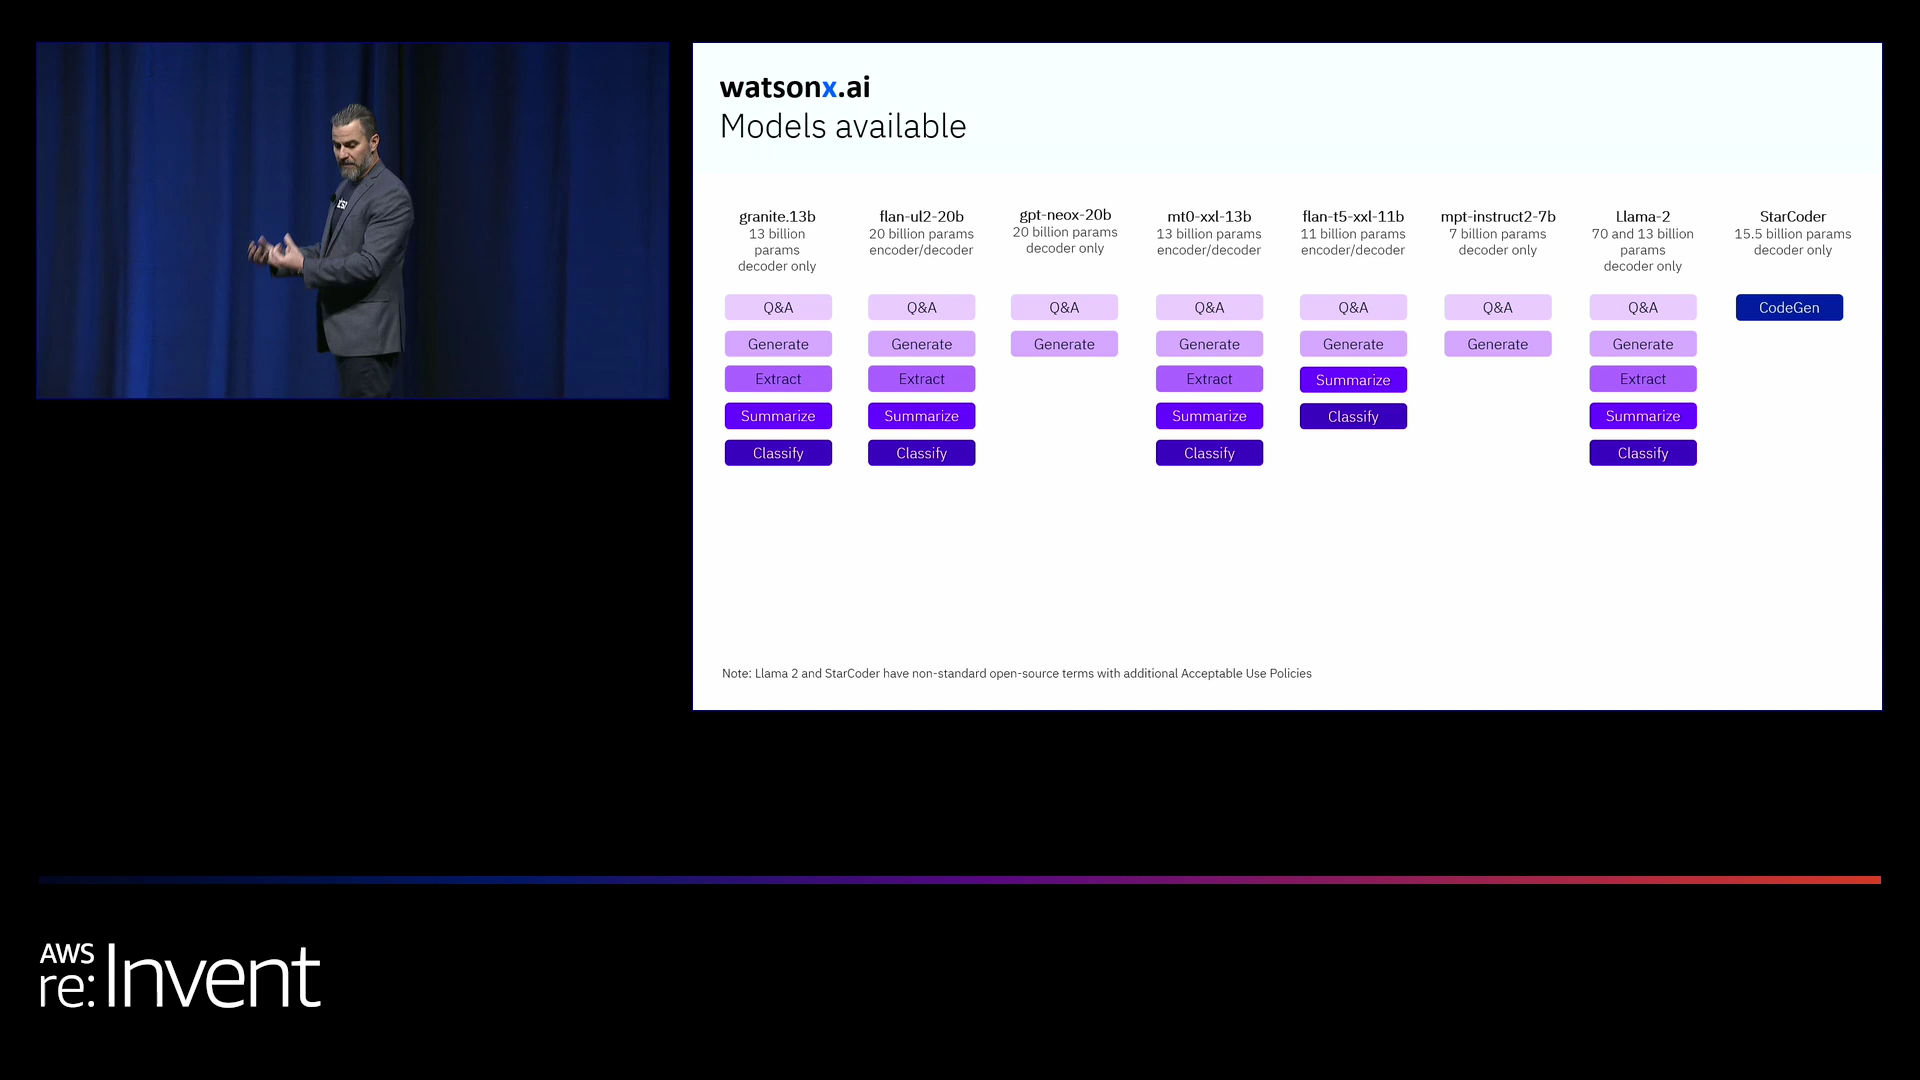 watsonx.ai
Models available
granite.13b
13 billion
params
decoder only
Q&A
Generate
Extract
Summarize
Classify
flan-ul2-20b
20 billion params
encoder/decoder
Q&A
Generate
Extract
Summarize
Classify
gpt-neox-20b
20 billion params
decoder only
Q&A
Generate
mt0-xxl-13b
13 billion params
encoder/decoder
Q&A
Generate
Extract
Summarize
Classify
flan-t5-xxl-11b
11 billion params
encoder/decoder
Q&A
Generate
Summarize
Classify
mpt-instruct2-7b
7 billion params
decoder only
Q&A
Generate
Llama-2
70 and 13 billion
params
decoder only
Q&A
Generate
Extract
Summarize
Classify
StarCoder
15.5 billion params
decoder only
CodeGen
Note: Llama 2 and StarCoder have non-standard open-source terms with additional Acceptable Use Policies
AWS
re:Invent